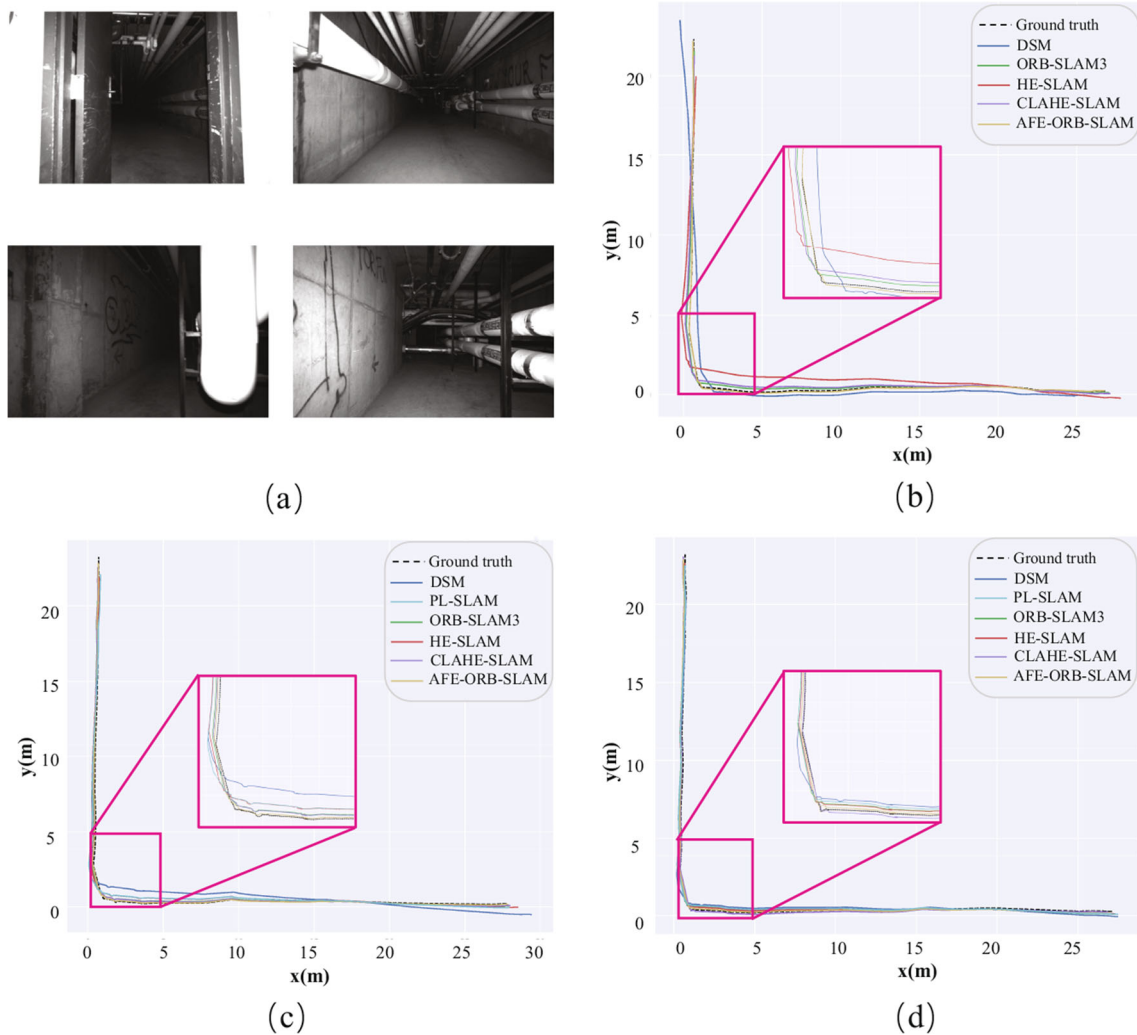 Ground truth
DSM
ORB-SLAM3
HE-SLAM
CLAHE-SLAM
AFE-ORB-SLAM
20
15
10
5
0
y(m)
0 5 10 15 20 25
x(m)
(a)
(b)
Ground truth
DSM
PL-SLAM
ORB-SLAM3
HE-SLAM
CLAHE-SLAM
AFE-ORB-SLAM
20
15
10
5
0
y(m)
0 5 10 15 20 25 30
x(m)
(c)
Ground truth
DSM
PL-SLAM
ORB-SLAM3
HE-SLAM
CLAHE-SLAM
AFE-ORB-SLAM
20
15
10
5
0
y(m)
0 5 10 15 20 25
x(m)
(d)